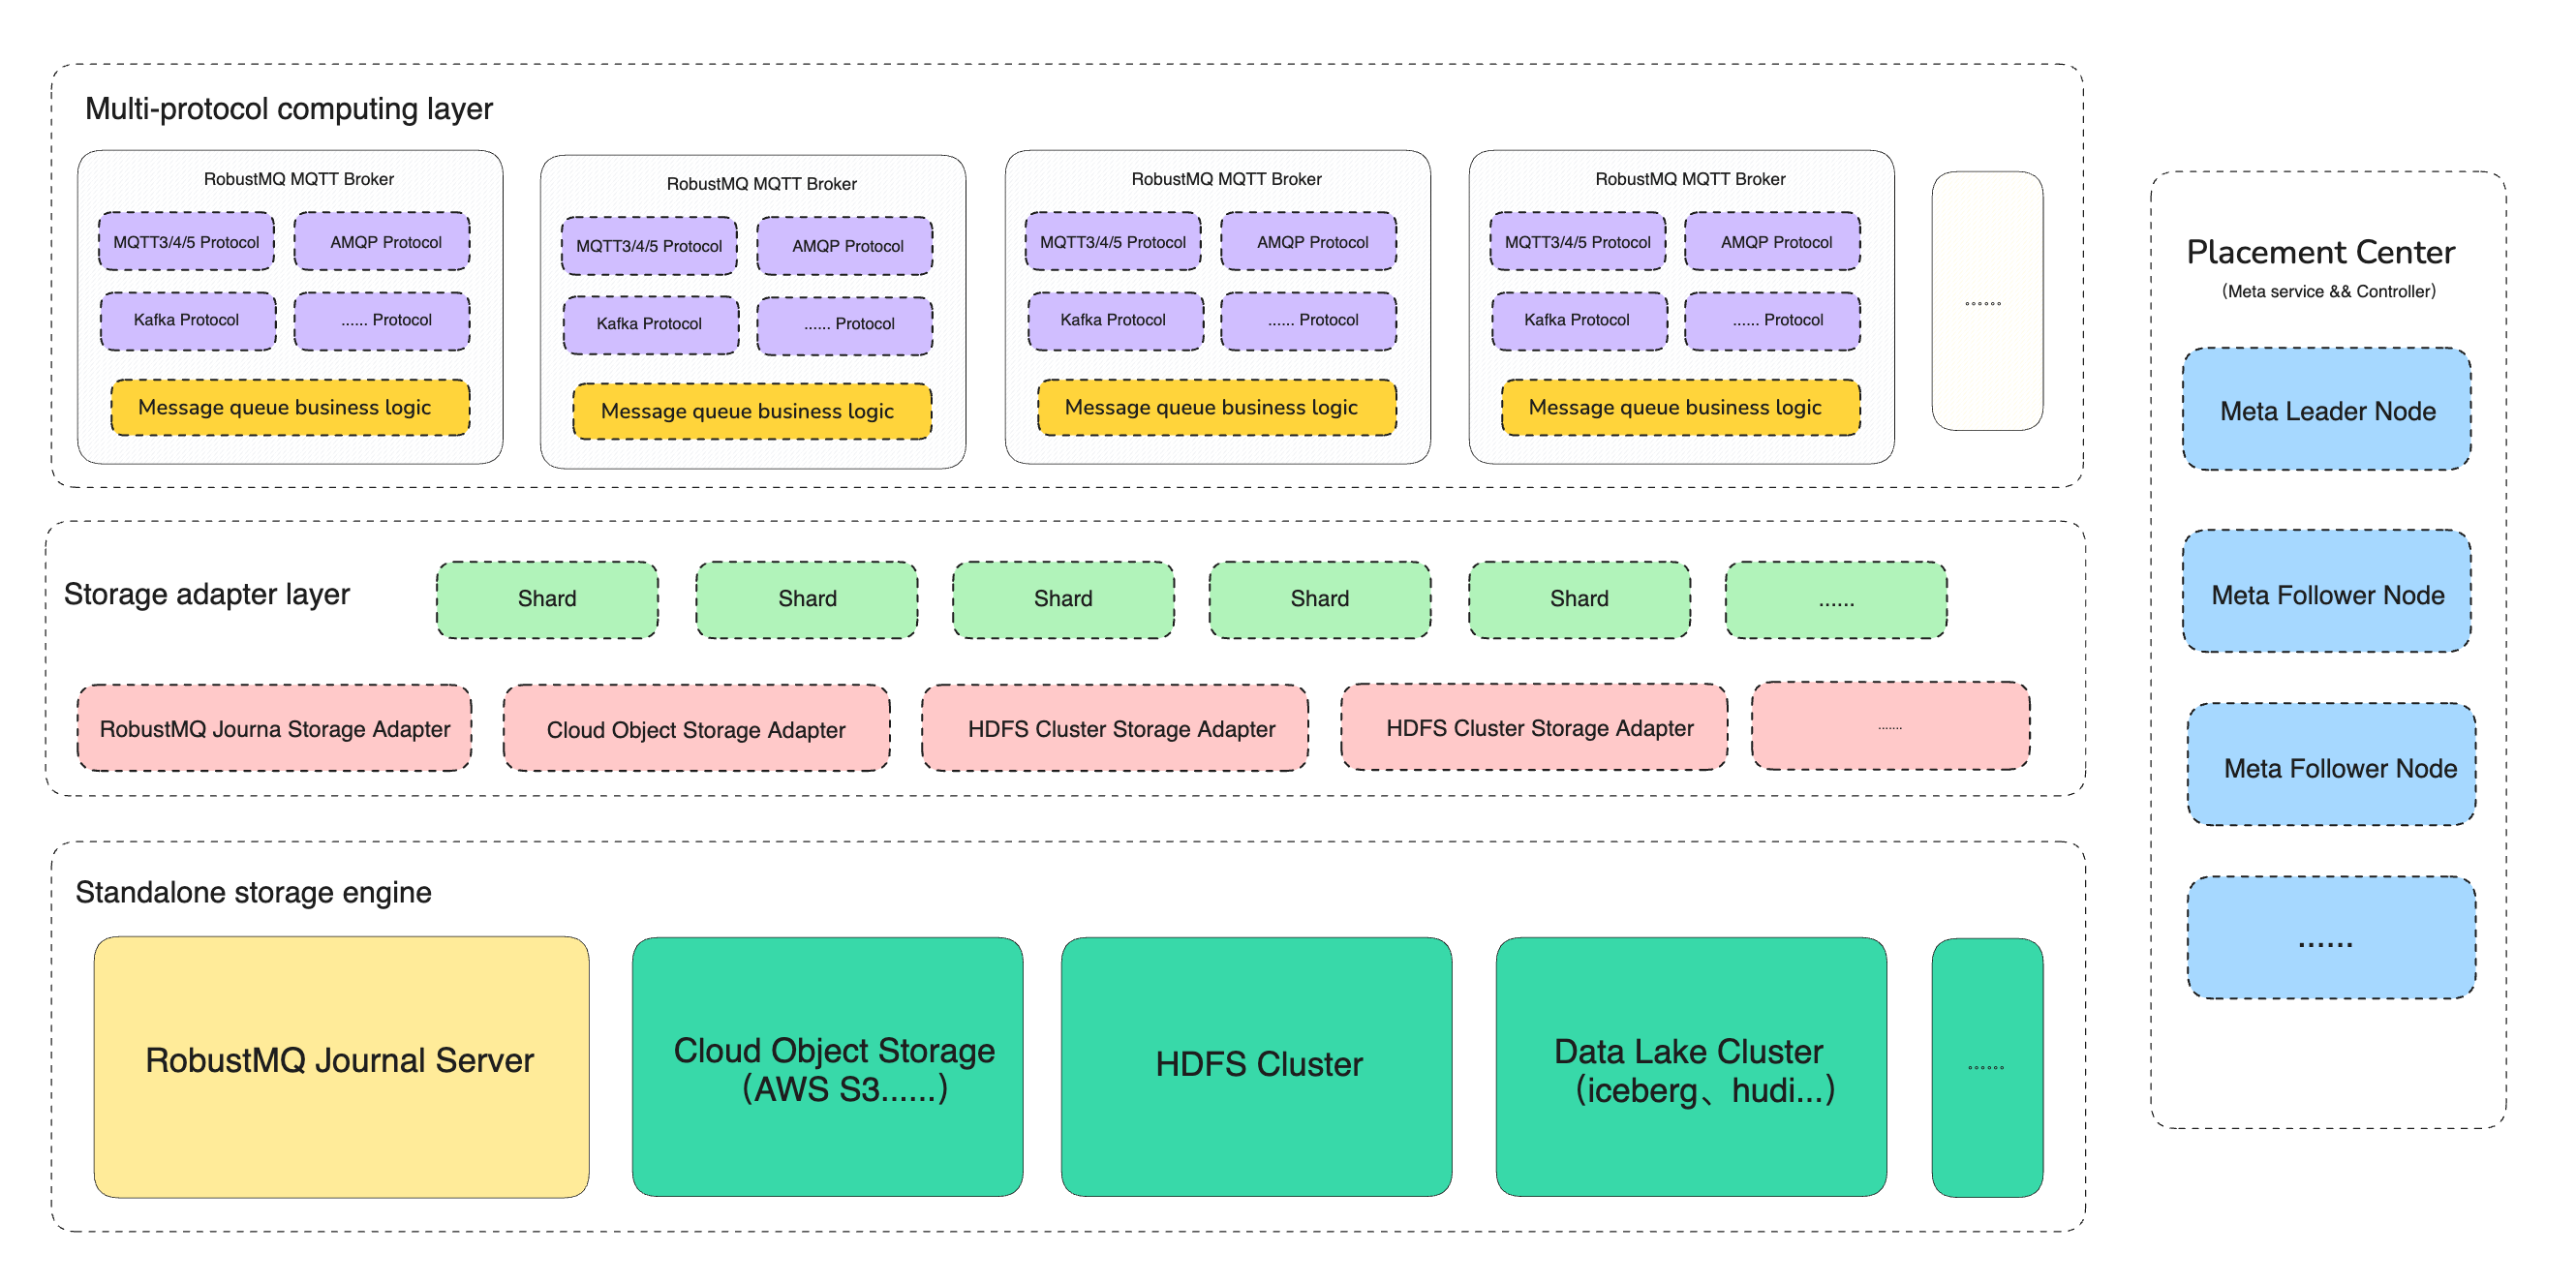 Multi-protocol computing layer
RobustMQ MQTT Broker
MQTT3/4/5 Protocol
AMQP Protocol
Kafka Protocol
...... Protocol
Message queue business logic
RobustMQ MQTT Broker
MQTT3/4/5 Protocol
AMQP Protocol
Kafka Protocol
...... Protocol
Message queue business logic
RobustMQ MQTT Broker
MQTT3/4/5 Protocol
AMQP Protocol
Kafka Protocol
...... Protocol
Message queue business logic
RobustMQ MQTT Broker
MQTT3/4/5 Protocol
AMQP Protocol
Kafka Protocol
...... Protocol
Message queue business logic
。。。。。。
Storage adapter layer
Shard
Shard
Shard
Shard
Shard
......
RobustMQ Journa Storage Adapter
Cloud Object Storage Adapter
HDFS Cluster Storage Adapter
HDFS Cluster Storage Adapter
.......
Standalone storage engine
RobustMQ Journal Server
Cloud Object Storage
（AWS S3......）
HDFS Cluster
Data Lake Cluster
（iceberg、hudi...）
。。。。。。
Placement Center
（Meta service && Controller）
Meta Leader Node
Meta Follower Node
Meta Follower Node
......